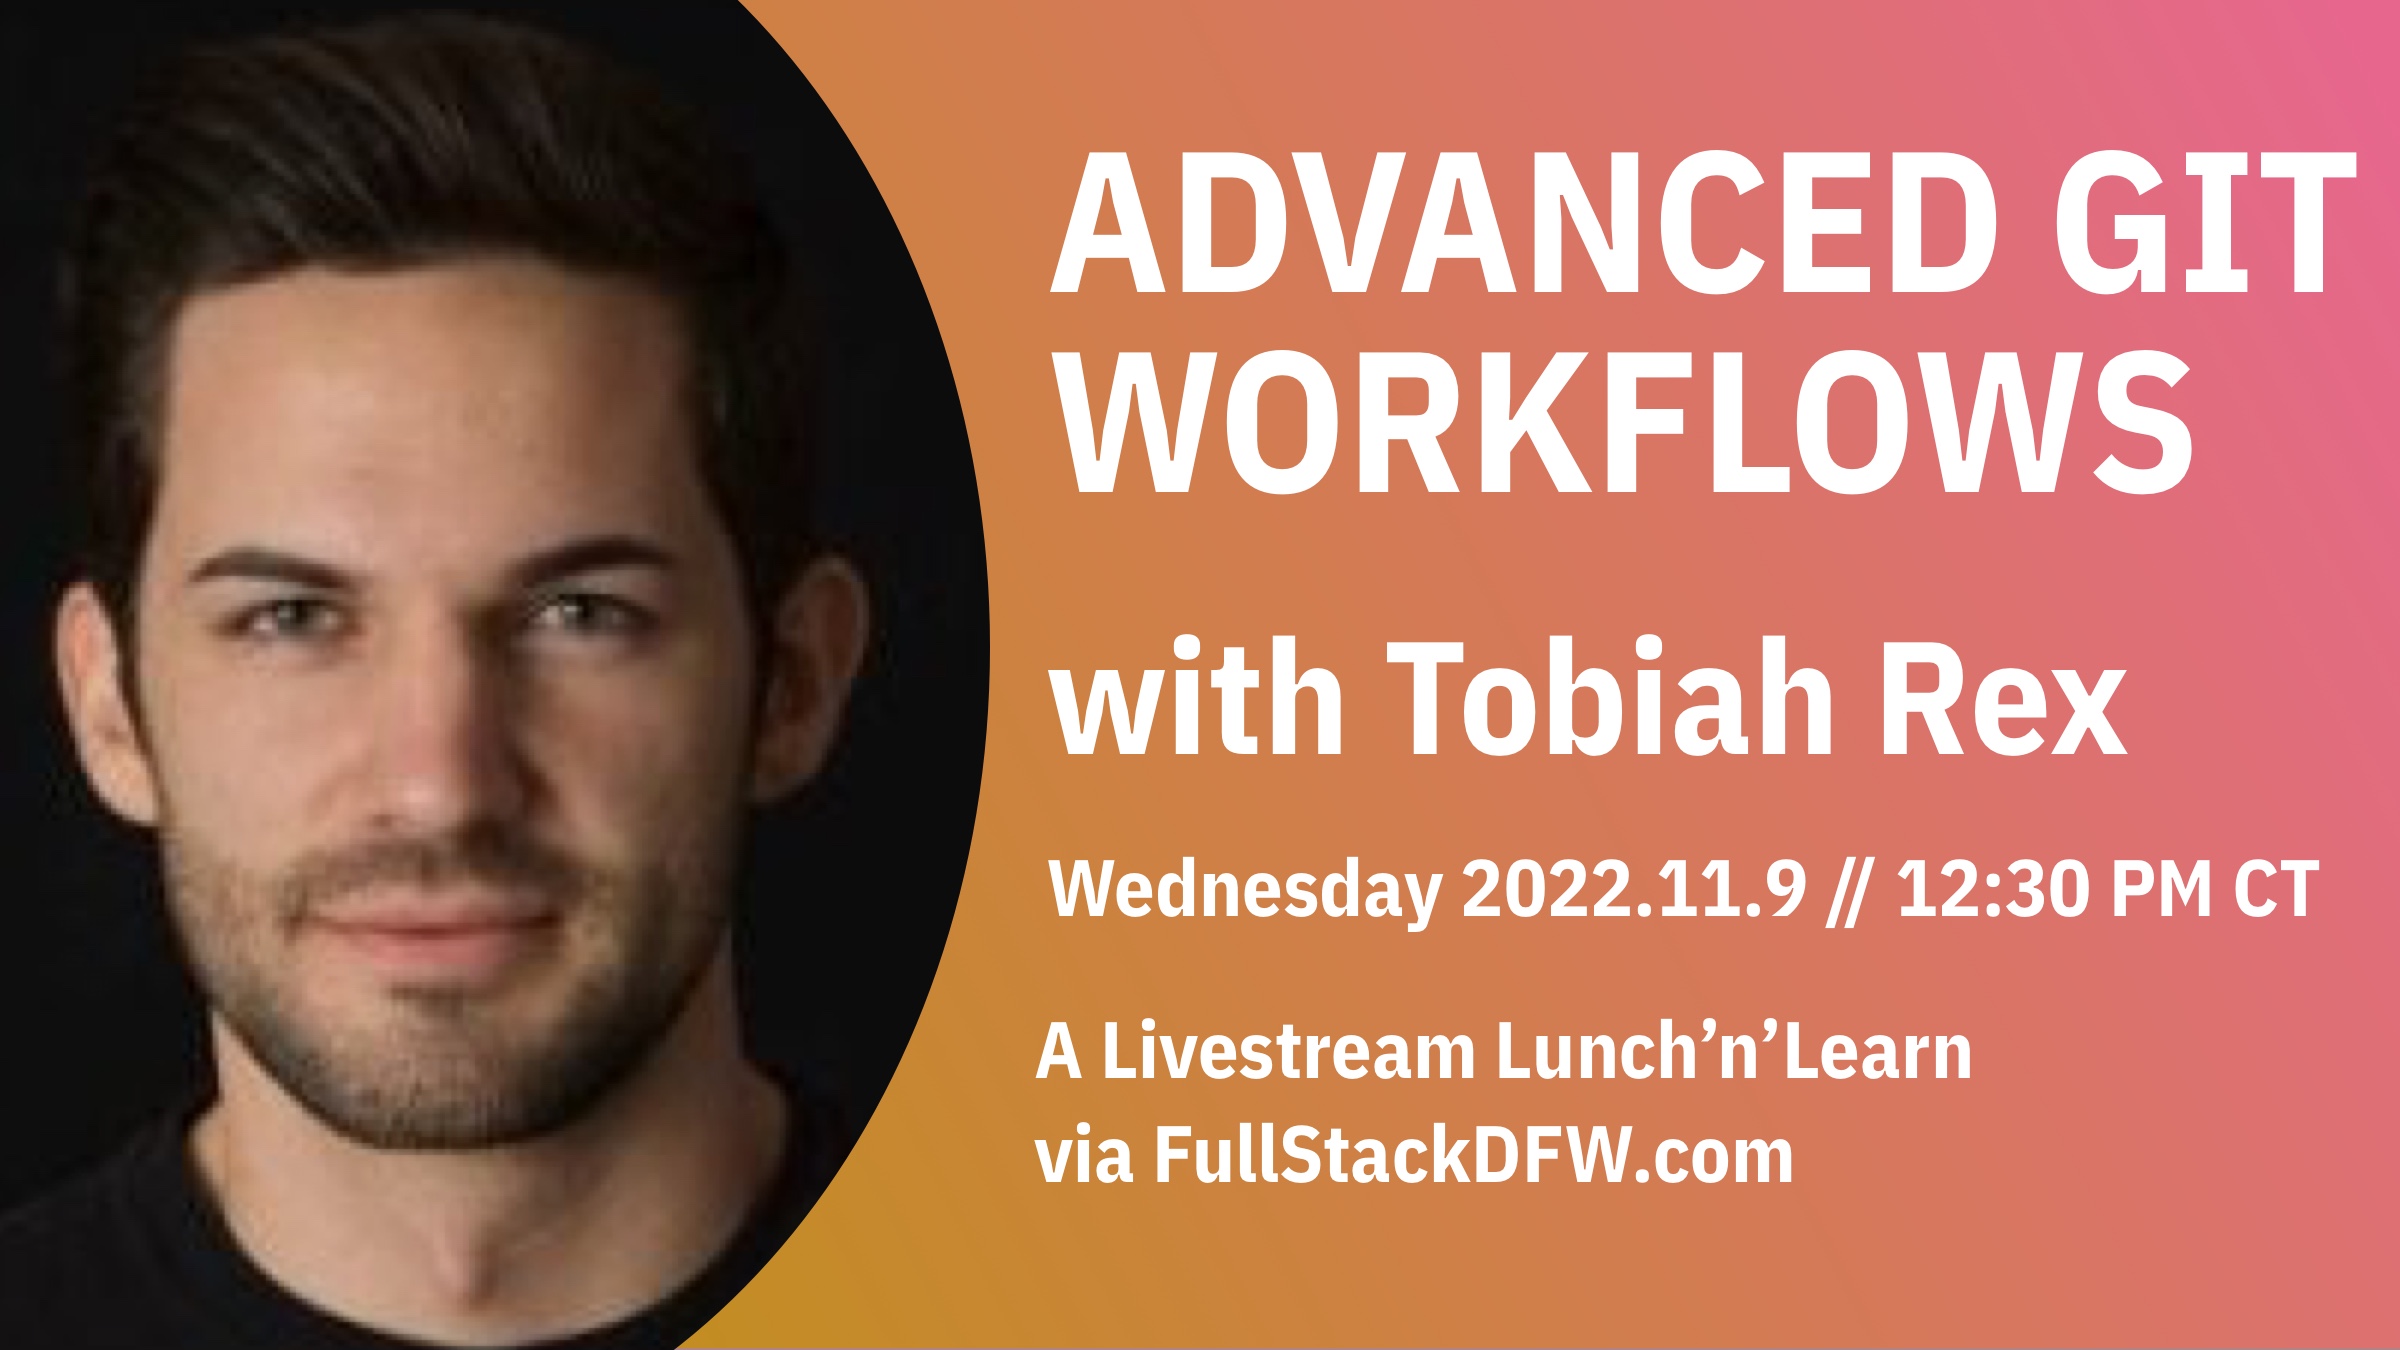 ADVANCED GIT
WORKFLOWS
with Tobiah Rex
Wednesday 2022.11.9 // 12:30 PM CT
A Livestream Lunch’n’Learn
via FullStackDFW.com